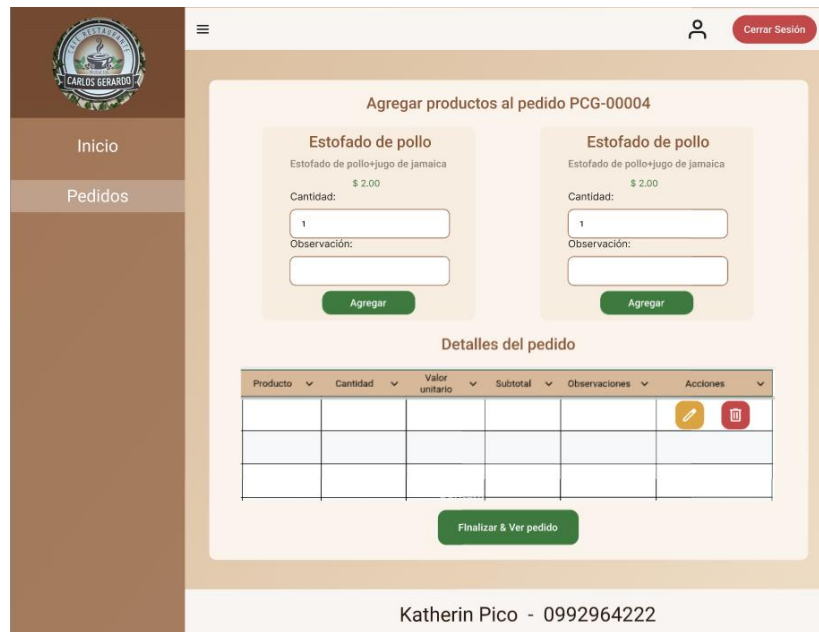 CAFÉ RESTAURANTE
CARLOS GERARDO
Cerrar Sesión
Inicio
Pedidos
Agregar productos al pedido PCG-00004
Estofado de pollo
Estofado de pollo+jugo de jamaica
$ 2.00
Cantidad:
1
Observación:
Agregar
Estofado de pollo
Estofado de pollo+jugo de jamaica
$ 2.00
Cantidad:
1
Observación:
Agregar
Detalles del pedido
Producto Cantidad Valor unitario Subtotal Observaciones Acciones
FInalizar & Ver pedido
Katherin Pico - 0992964222